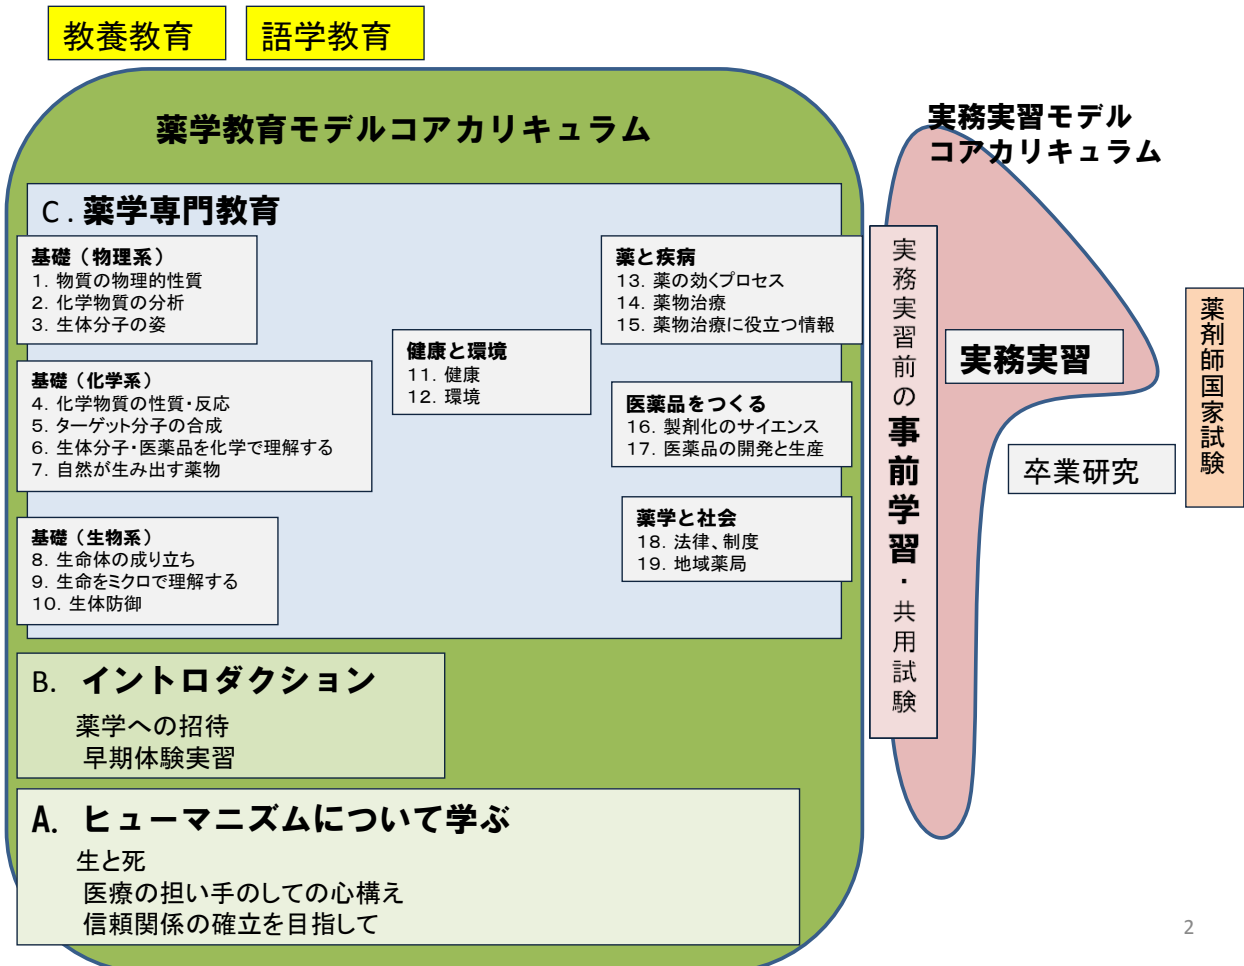 教養教育
語学教育
薬学教育モデルコアカリキュラム
実務実習モデル
コアカリキュラム
C．薬学専門教育
基礎（物理系）
1．物質の物理的性質
2．化学物質の分析
3．生体分子の姿
基礎（化学系）
4．化学物質の性質・反応
5．ターゲット分子の合成
6．生体分子・医薬品を化学で理解する
7．自然が生み出す薬物
基礎（生物系）
8．生命体の成り立ち
9．生命をミクロで理解する
10．生体防御
健康と環境
11．健康
12．環境
薬と疾病
13．薬の効くプロセス
14．薬物治療
15．薬物治療に役立つ情報
医薬品をつくる
16．製剤化のサイエンス
17．医薬品の開発と生産
薬学と社会
18．法律、制度
19．地域薬局
実務実習前の事前学習・共用試験
実務実習
卒業研究
薬剤師国家試験
B. イントロダクション
薬学への招待
早期体験実習
A. ヒューマニズムについて学ぶ
生と死
医療の担い手のしての心構え
信頼関係の確立を目指して
2